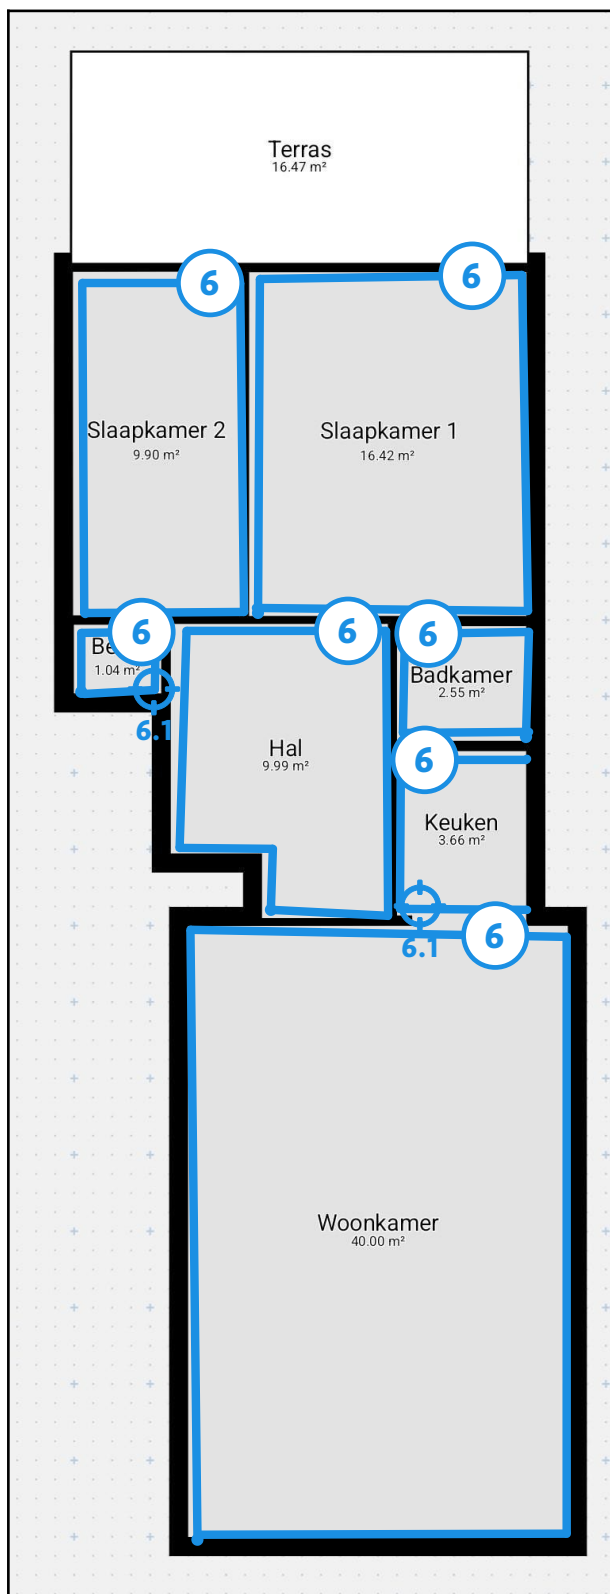 Terras
16.47 m²
6
6
Slaapkamer 2
9.90 m²
Slaapkamer 1
16.42 m²
6
6
6
1.04 m²
6.1
Badkamer
2.55 m²
Hal
9.99 m²
6
Keuken
3.66 m²
6.1
6
Woonkamer
40.00 m²